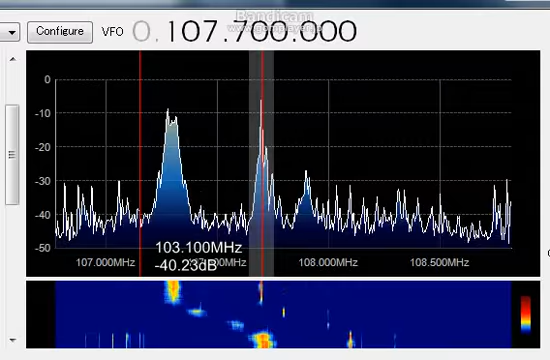 Bandicam
Configure VFO 0.107.700.000
0
-10
-20
-30
-40
-50
107.000MHz 108.000MHz 108.500MHz
103.100MHz
-40.23dB